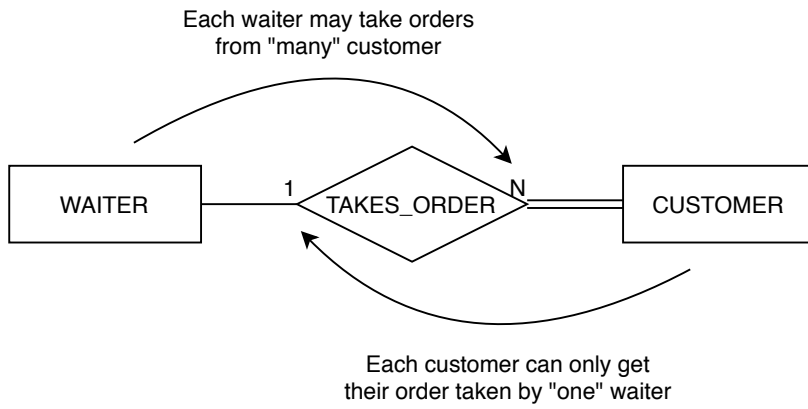 Each waiter may take orders
from "many" customer
WAITER
1
TAKES_ORDER
N
CUSTOMER
Each customer can only get
their order taken by "one" waiter